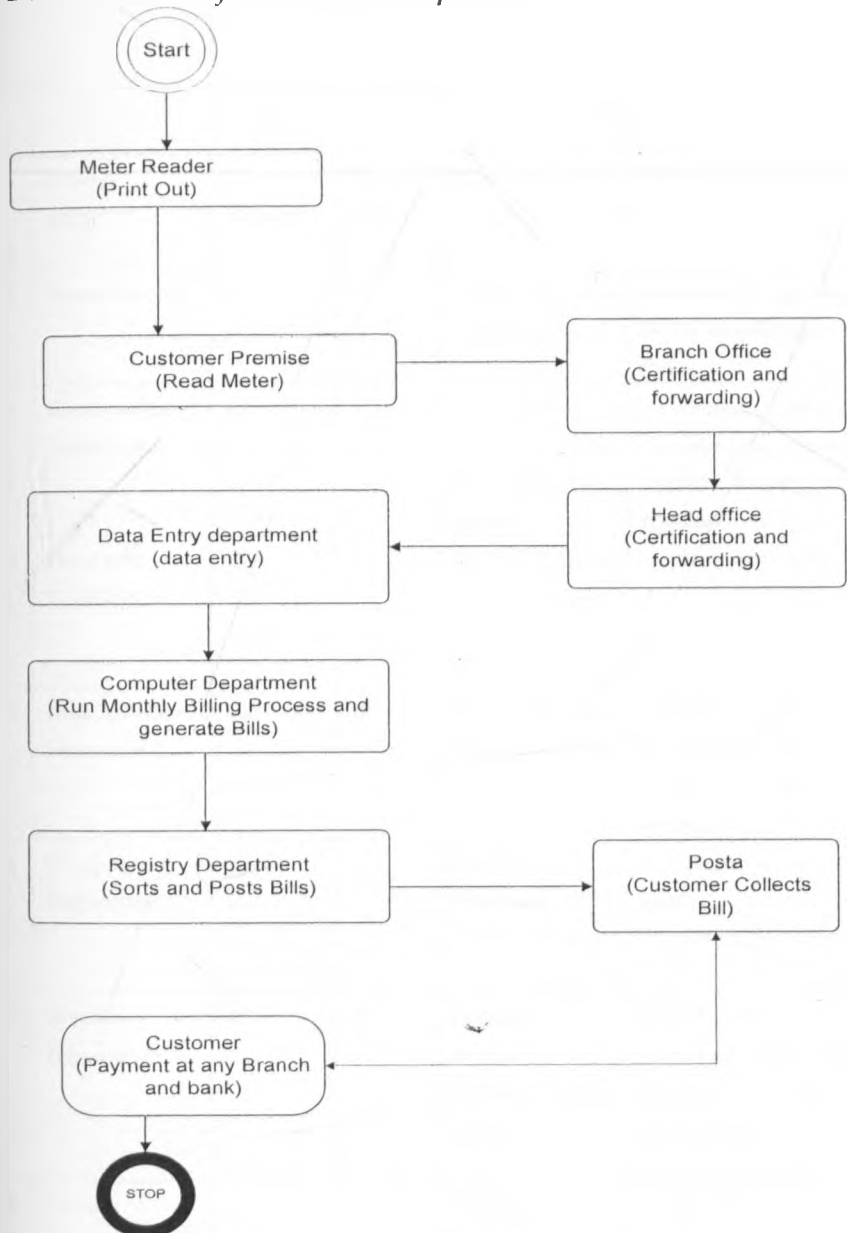 Start
Meter Reader
(Print Out)
Customer Premise
(Read Meter)
Branch Office
(Certification and
forwarding)
Head office
(Certification and
forwarding)
Data Entry department
(data entry)
Computer Department
(Run Monthly Billing Process and
generate Bills)
Registry Department
(Sorts and Posts Bills)
Posta
(Customer Collects
Bill)
Customer
(Payment at any Branch
and bank)
STOP